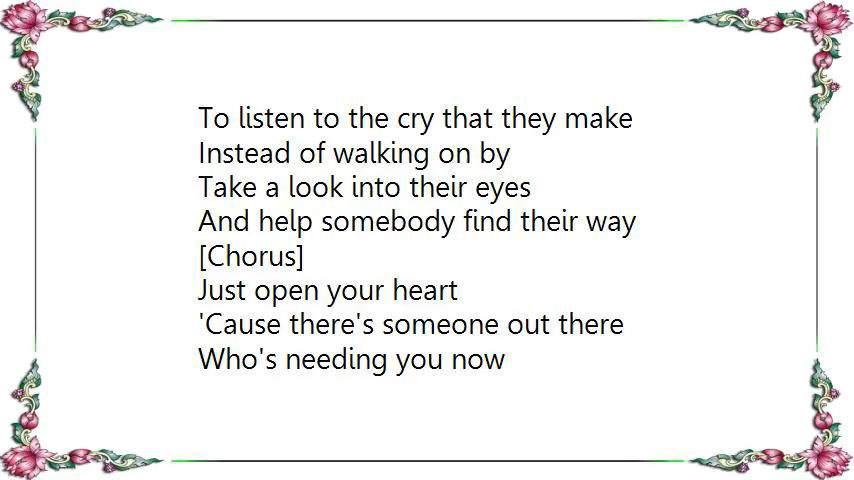 To listen to the cry that they make
Instead of walking on by
Take a look into their eyes
And help somebody find their way
[Chorus]
Just open your heart
'Cause there's someone out there
Who's needing you now